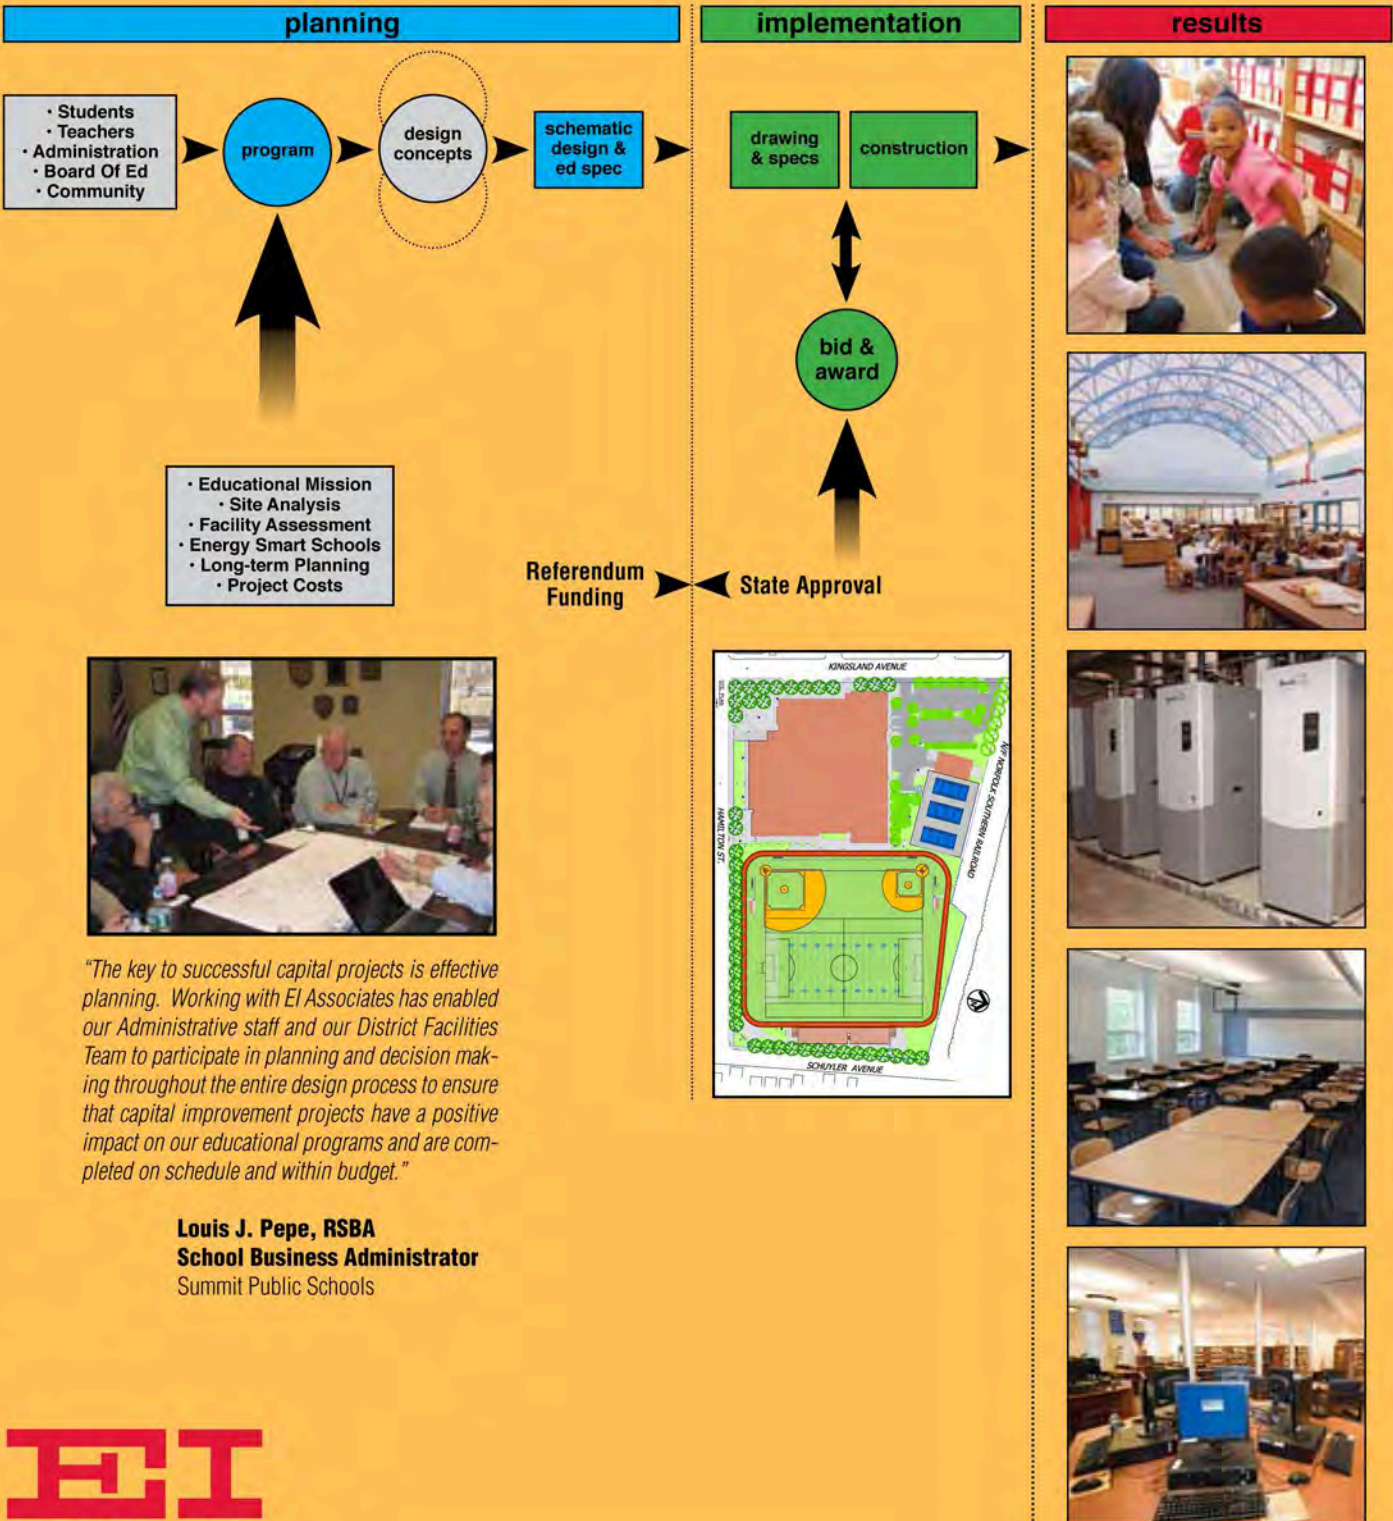 planning
implementation
results
· Students
· Teachers
· Administration
· Board Of Ed
· Community
program
design
concepts
schematic
design &
ed spec
drawing
& specs
construction
bid &
award
· Educational Mission
· Site Analysis
· Facility Assessment
· Energy Smart Schools
· Long-term Planning
· Project Costs
Referendum
Funding
State Approval
KINGSLAND AVENUE
HAMILTON ST.
N/F NORFOLK SOUTHERN RAILROAD
SCHUYLER AVENUE
"The key to successful capital projects is effective
planning. Working with EI Associates has enabled
our Administrative staff and our District Facilities
Team to participate in planning and decision mak-
ing throughout the entire design process to ensure
that capital improvement projects have a positive
impact on our educational programs and are com-
pleted on schedule and within budget."
Louis J. Pepe, RSBA
School Business Administrator
Summit Public Schools
EI